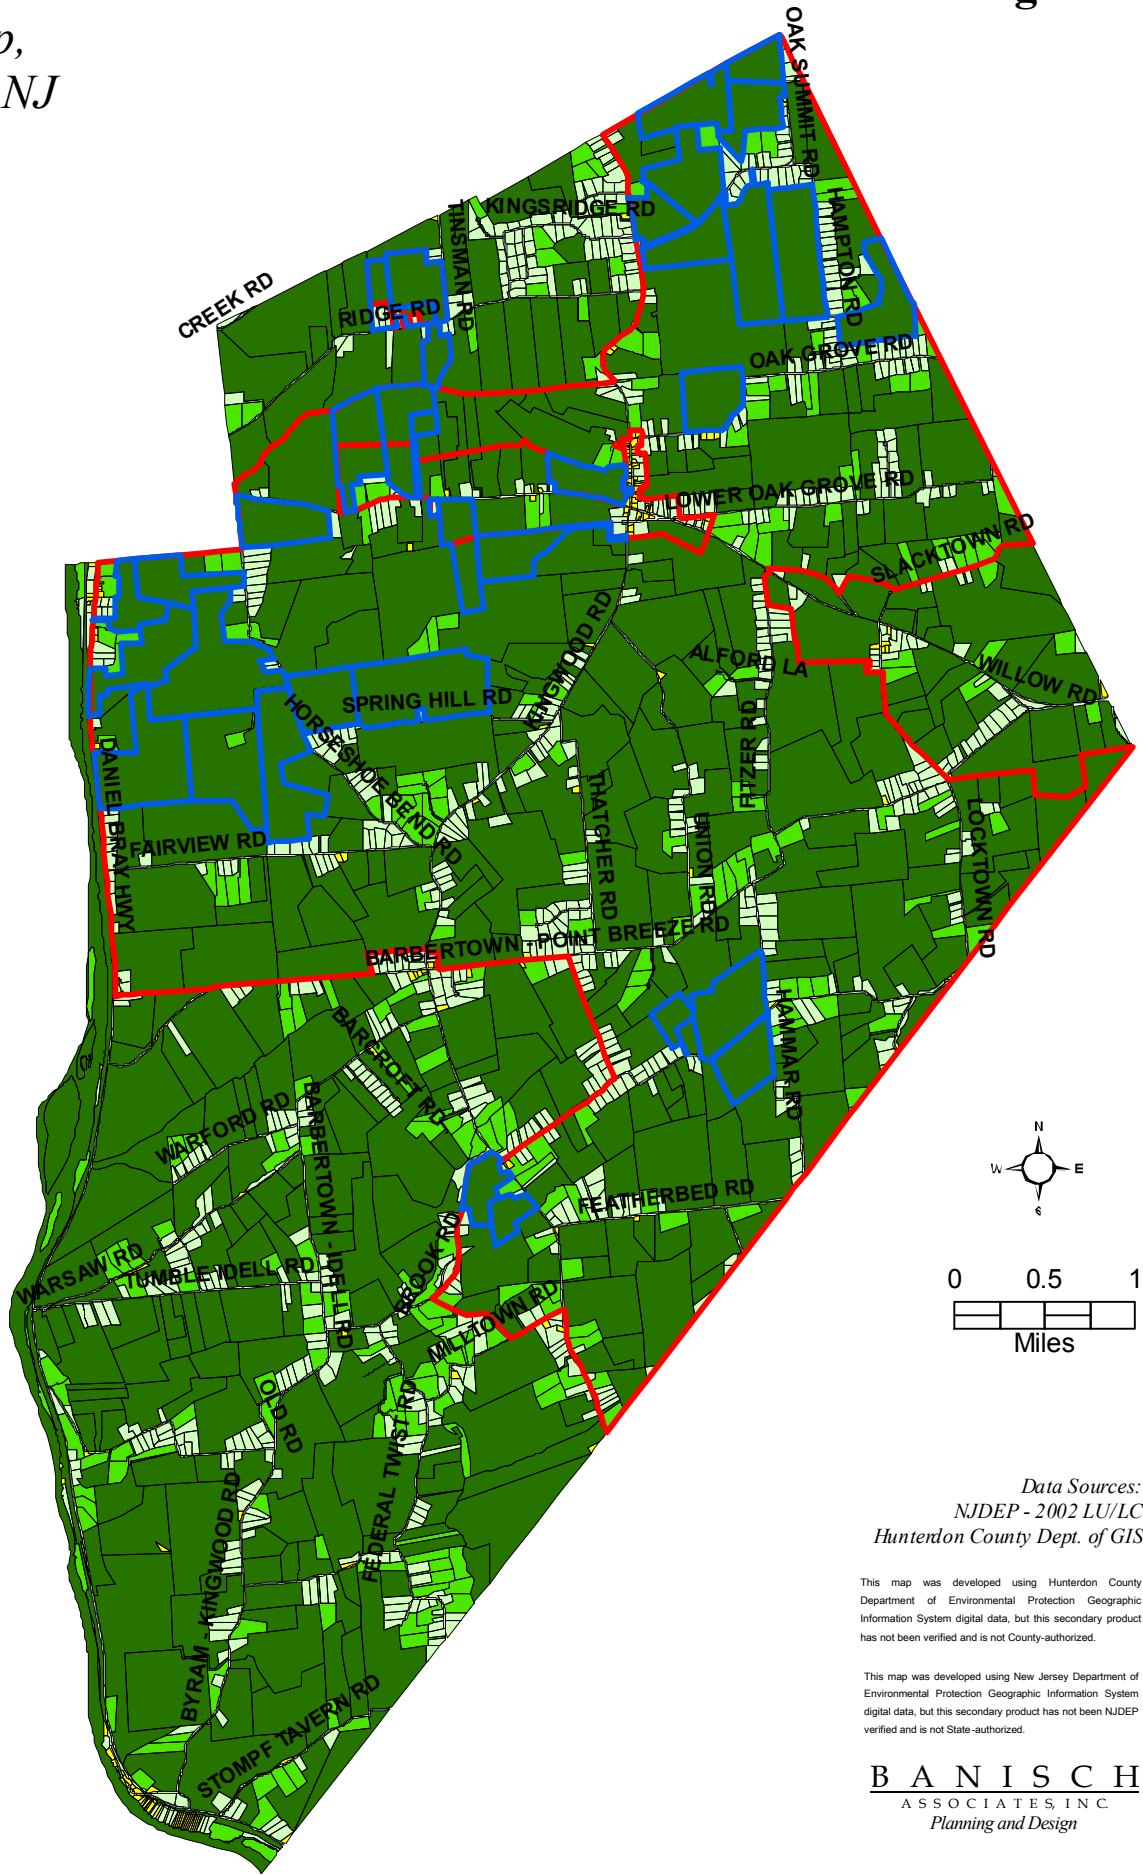 p,
NJ
g
OAK SUMMIT RD
KINGSRIDGE RD
TINSMAN RD
HAMPTON RD
CREEK RD
RIDGE RD
OAK GROVE RD
LOWER OAK GROVE RD
SLACKTOWN RD
KINGWOOD RD
ALFORD LA
WILLOW RD
SPRING HILL RD
HORSESHOE BEND RD
FITZER RD
DANIEL BRAY HWY
THATCHER RD
UNION RD
LOCKTOWN RD
FAIRVIEW RD
BARBERTOWN - POINT BREEZE RD
BARCROFT RD
HAMMAR RD
WARFORD RD
BARBERTOWN - IDELL RD
FEATHERBED RD
WARSAW RD
TUMBLE IDELL RD
BROOK RD
MILLTOWN RD
OLD RD
FEDERAL TWIST RD
BYRAM - KINGWOOD RD
STOMPF TAVERN RD
N
W E
S
0 0.5 1
Miles
Data Sources:
NJDEP - 2002 LU/LC
Hunterdon County Dept. of GIS
This map was developed using Hunterdon County
Department of Environmental Protection Geographic
Information System digital data, but this secondary product
has not been verified and is not County-authorized.
This map was developed using New Jersey Department of
Environmental Protection Geographic Information System
digital data, but this secondary product has not been NJDEP
verified and is not State-authorized.
BANISCH
ASSOCIATES, INC.
Planning and Design